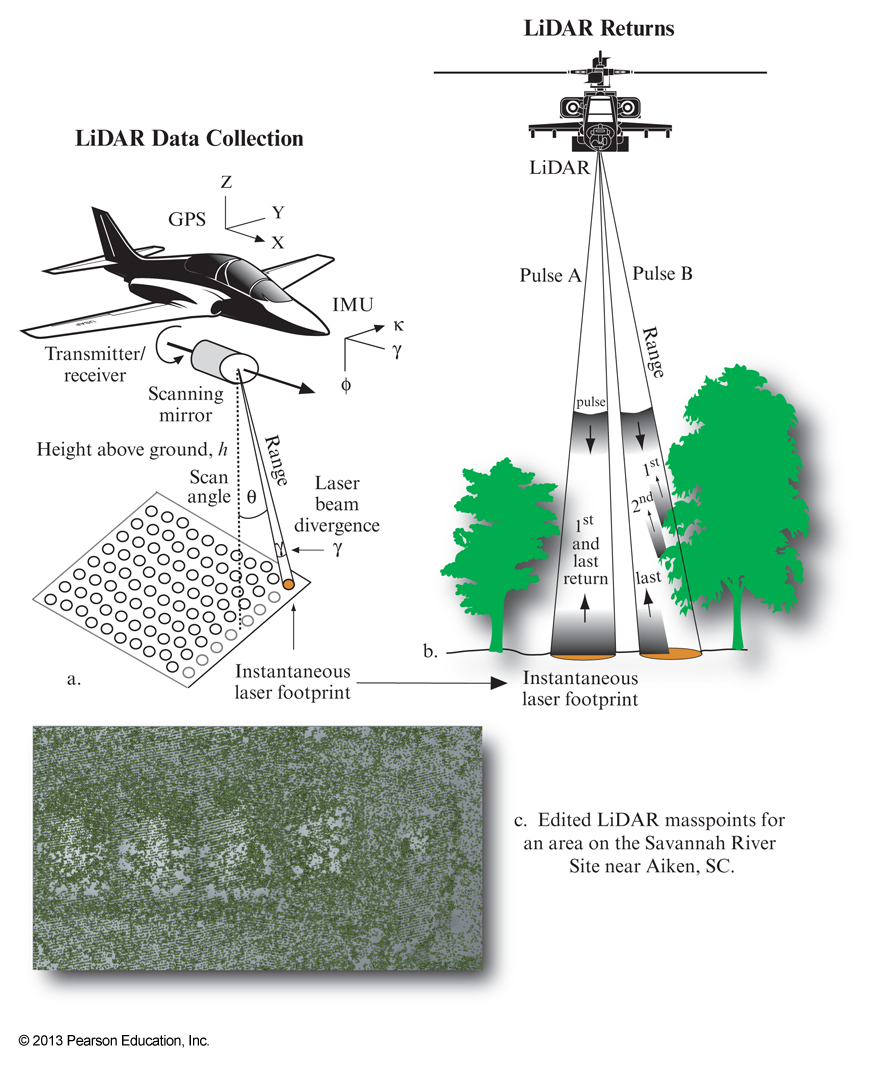 LiDAR Returns
LiDAR Data Collection
LiDAR
Z
GPS
Y
X
Pulse A
Pulse B
IMU
κ
γ
ϕ
Transmitter/
receiver
Range
Scanning
mirror
pulse
Height above ground, h
Range
Scan
angle
θ
Laser
beam
divergence
γ
γ
1st
2nd
1st
and
last
return
last
b.
a.
Instantaneous
laser footprint
Instantaneous
laser footprint
c. Edited LiDAR masspoints for
an area on the Savannah River
Site near Aiken, SC.
© 2013 Pearson Education, Inc.